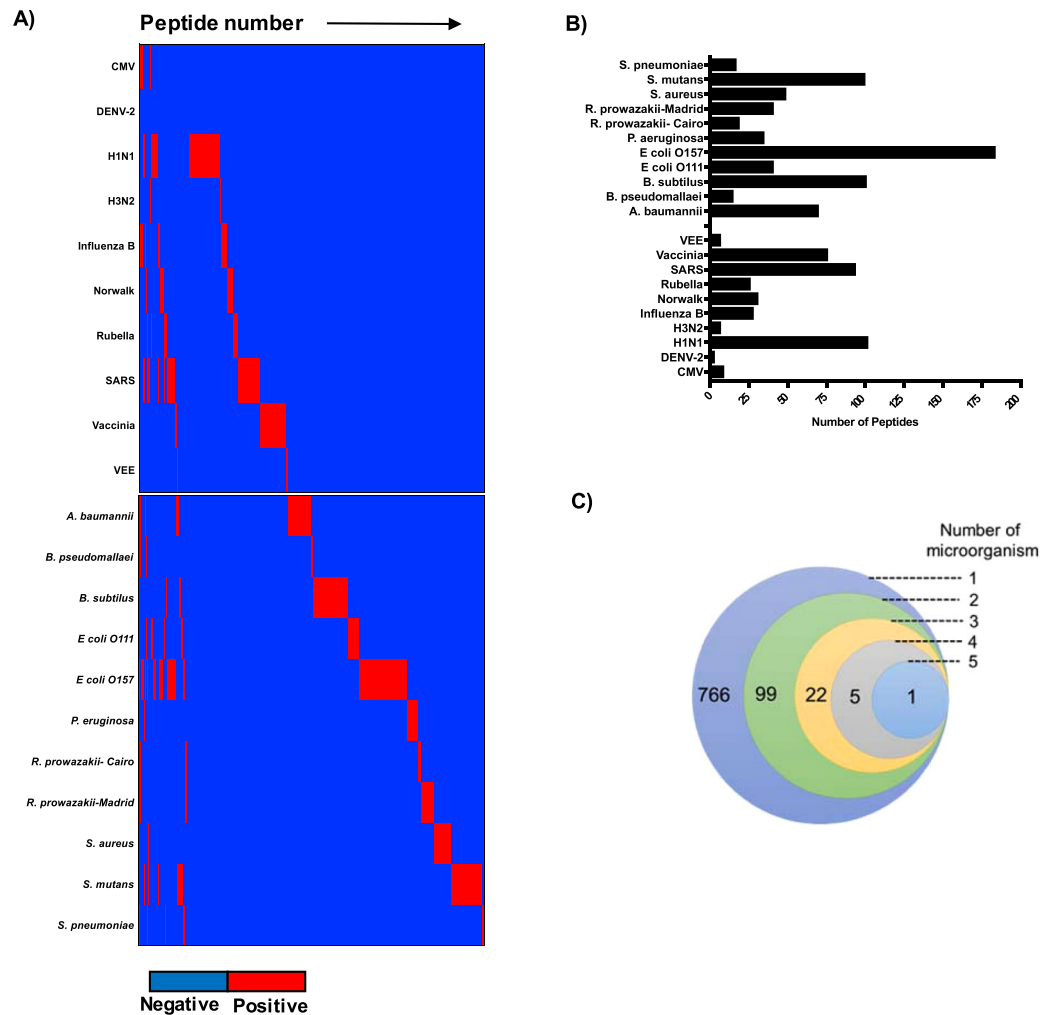 A)
Peptide number
CMV
DENV-2
H1N1
H3N2
Influenza B
Norwalk
Rubella
SARS
Vaccinia
VEE
A. baumannii
B. pseudomallaei
B. subtilus
E coli O111
E coli O157
P. eruginosa
R. prowazakii- Cairo
R. prowazakii-Madrid
S. aureus
S. mutans
S. pneumoniae
Negative
Positive
B)
S. pneumoniae
S. mutans
S. aureus
R. prowazakii-Madrid
R. prowazakii- Cairo
P. aeruginosa
E coli O157
E coli O111
B. subtilus
B. pseudomallaei
A. baumannii
VEE
Vaccinia
SARS
Rubella
Norwalk
Influenza B
H3N2
H1N1
DENV-2
CMV
0 25 50 75 100 125 150 175 200
Number of Peptides
C)
Number of
microorganism
1
2
3
4
5
766 99 22 5 1